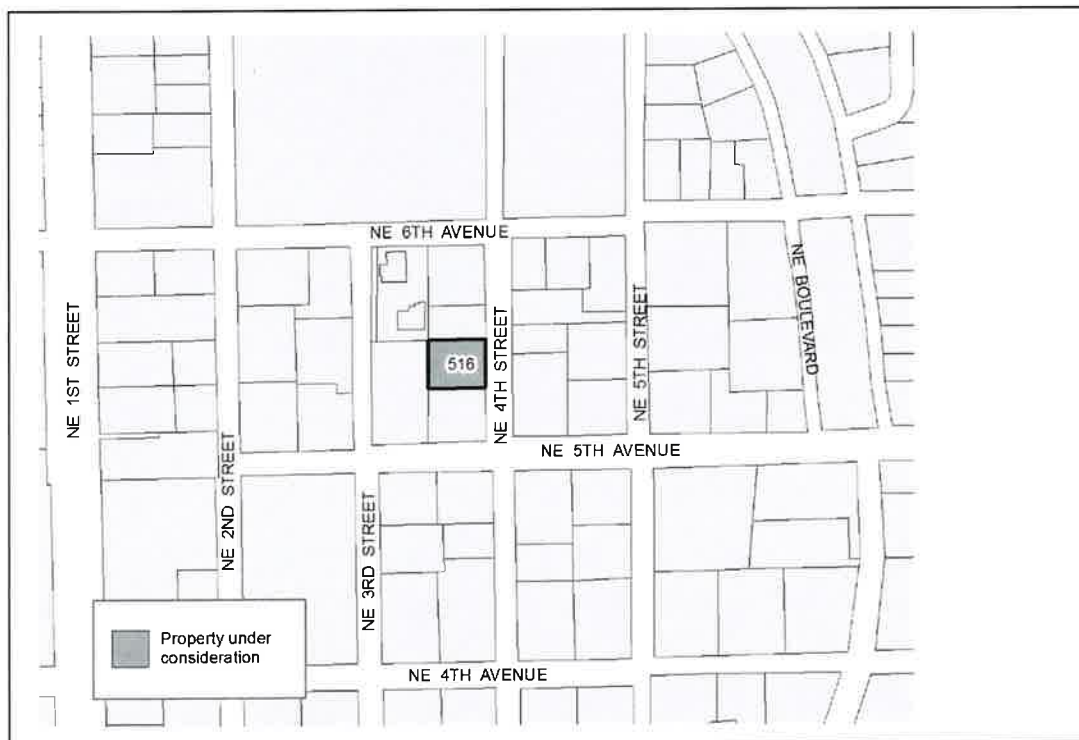 NE 6TH AVENUE
NE BOULEVARD
NE 1ST STREET
NE 4TH STREET
NE 5TH STREET
516
NE 5TH AVENUE
NE 2ND STREET
NE 3RD STREET
Property under
consideration
NE 4TH AVENUE